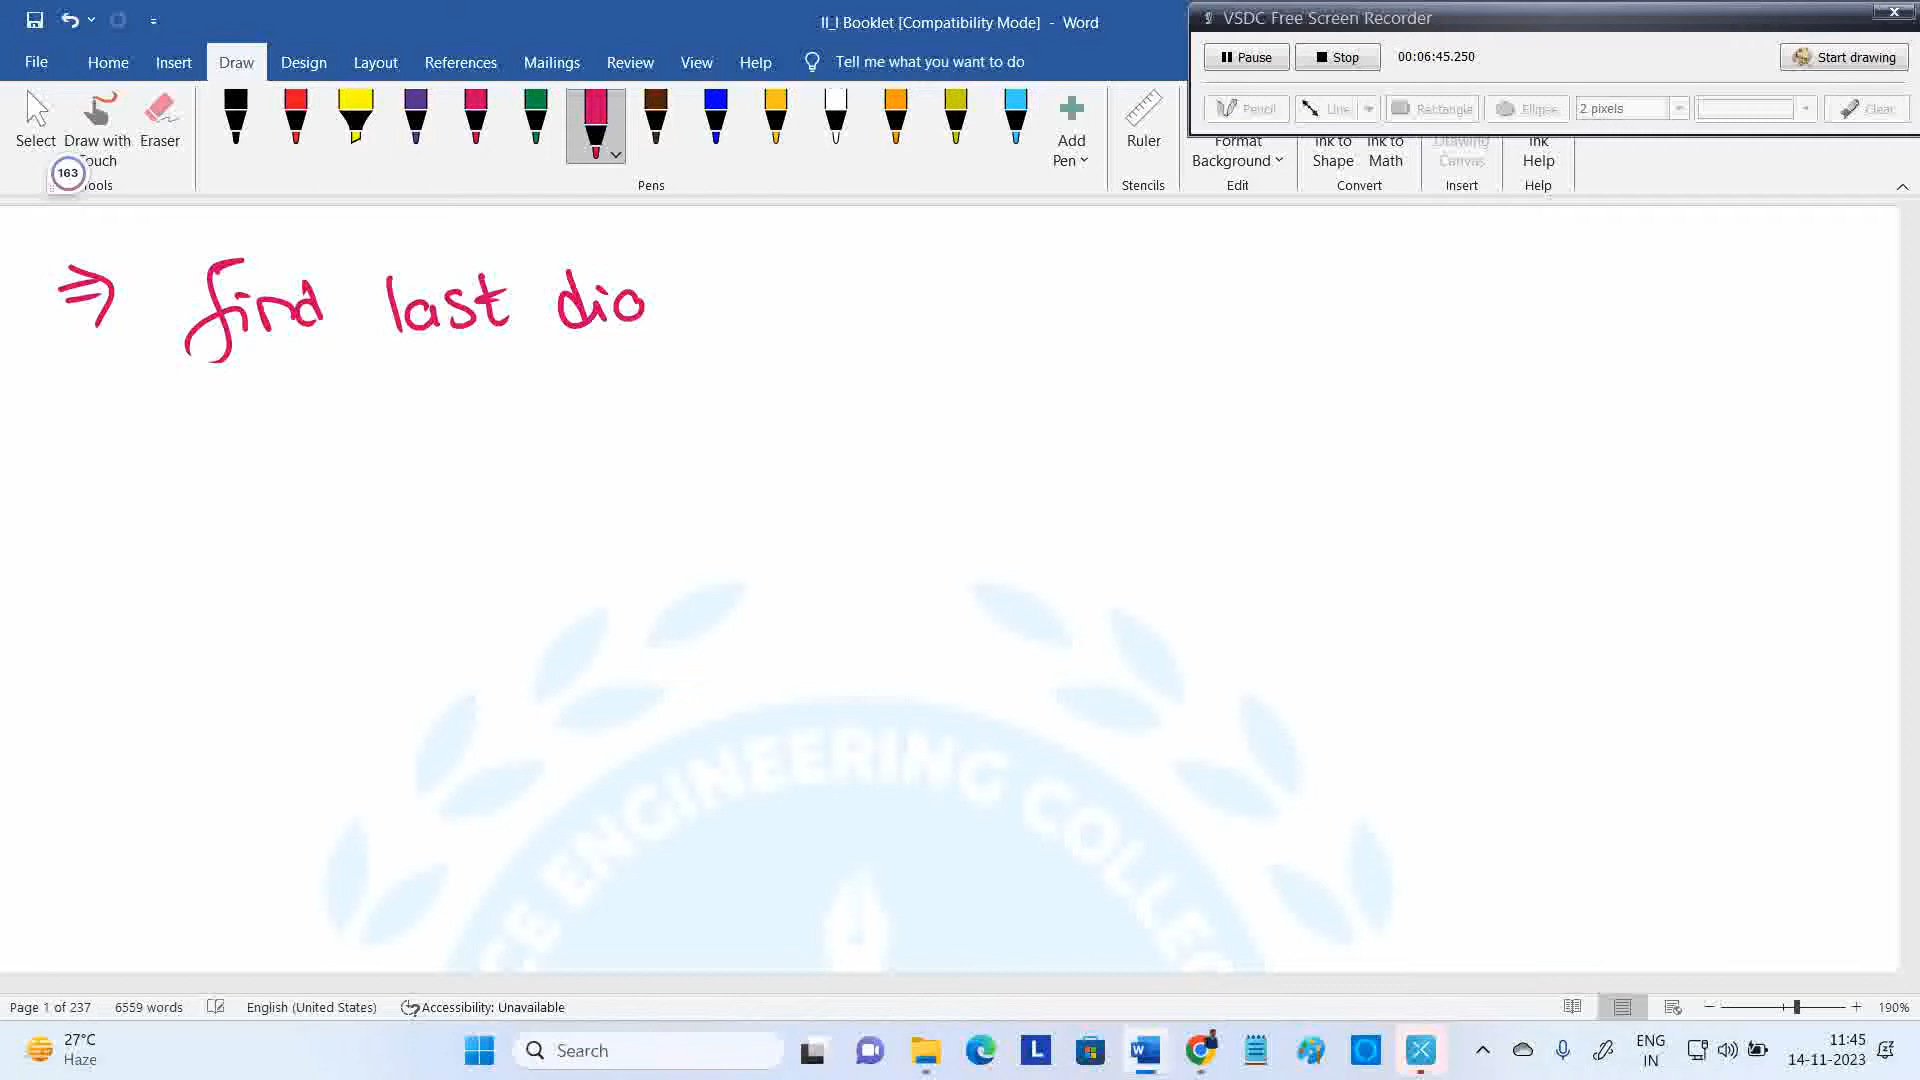 II_I Booklet [Compatibility Mode] - Word
VSDC Free Screen Recorder
Pause Stop 00:06:45.250 Start drawing
File Home Insert Draw Design Layout References Mailings Review View Help Tell me what you want to do
Pencil Line Rectangle Ellipse 2 pixels Clear
Select Draw with Touch Eraser Add Pen Ruler Format Background Ink to Shape Ink to Math Drawing Canvas Ink Help
163
Tools Pens Stencils Edit Convert Insert Help
⇒ find last dio
CE ENGINEERING COLLEG
Page 1 of 237 6559 words English (United States) Accessibility: Unavailable 190%
27°C
Haze
Search
L
W
ENG
IN
11:45
14-11-2023